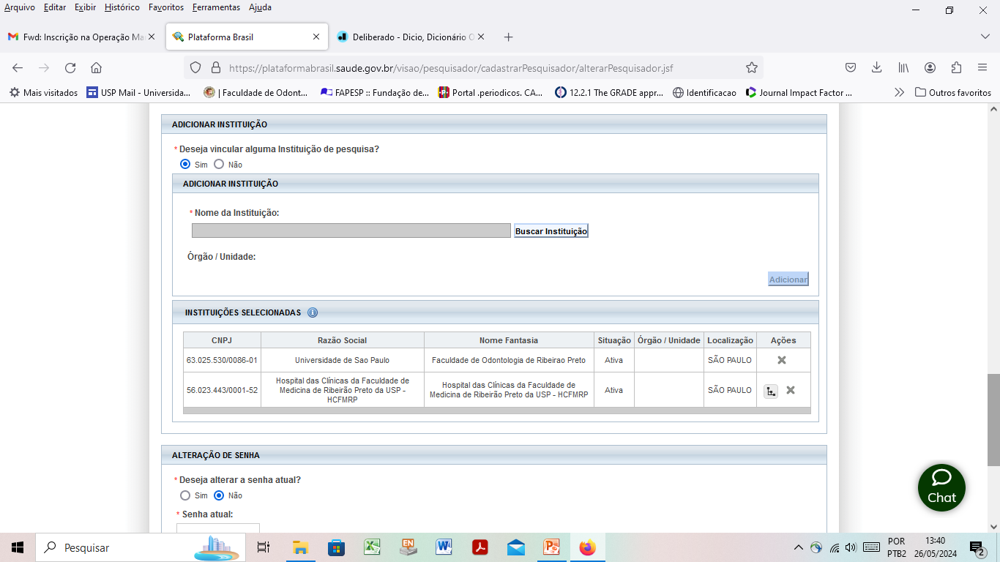 Arquivo Editar Exibir Histórico Favoritos Ferramentas Ajuda
Fwd: Inscrição na Operação Ma
Plataforma Brasil
Deliberado - Dicio, Dicionário O
https://plataformabrasil.saude.gov.br/visao/pesquisador/cadastrarPesquisador/alterarPesquisador.jsf
Mais visitados
USP Mail - Universida...
| Faculdade de Odont...
FAPESP :: Fundação de...
Portal .periodicos. CA...
12.2.1 The GRADE appr...
Identificacao
Journal Impact Factor ...
Outros favoritos
ADICIONAR INSTITUIÇÃO
* Deseja vincular alguma Instituição de pesquisa?
Sim Não
ADICIONAR INSTITUIÇÃO
* Nome da Instituição:
Buscar Instituição
Órgão / Unidade:
Adicionar
INSTITUIÇÕES SELECIONADAS
CNPJ Razão Social Nome Fantasia Situação Órgão / Unidade Localização Ações
63.025.530/0086-01 Universidade de Sao Paulo Faculdade de Odontologia de Ribeirao Preto Ativa SÃO PAULO
56.023.443/0001-52 Hospital das Clínicas da Faculdade de Medicina de Ribeirão Preto da USP - HCFMRP Hospital das Clínicas da Faculdade de Medicina de Ribeirão Preto da USP - HCFMRP Ativa SÃO PAULO
ALTERAÇÃO DE SENHA
* Deseja alterar a senha atual?
Sim Não
* Senha atual:
Chat
Pesquisar
EN
POR
PTB2
13:40
26/05/2024
2